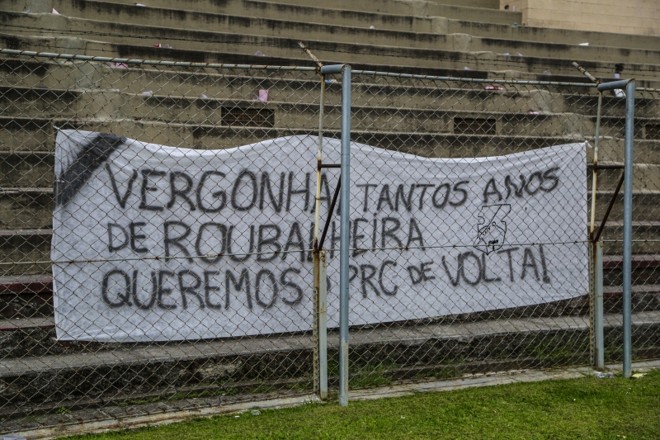 VERGONHA, TANTOS ANOS
DE ROUBALHEIRA
QUEREMOS O PRC DE VOLTA!